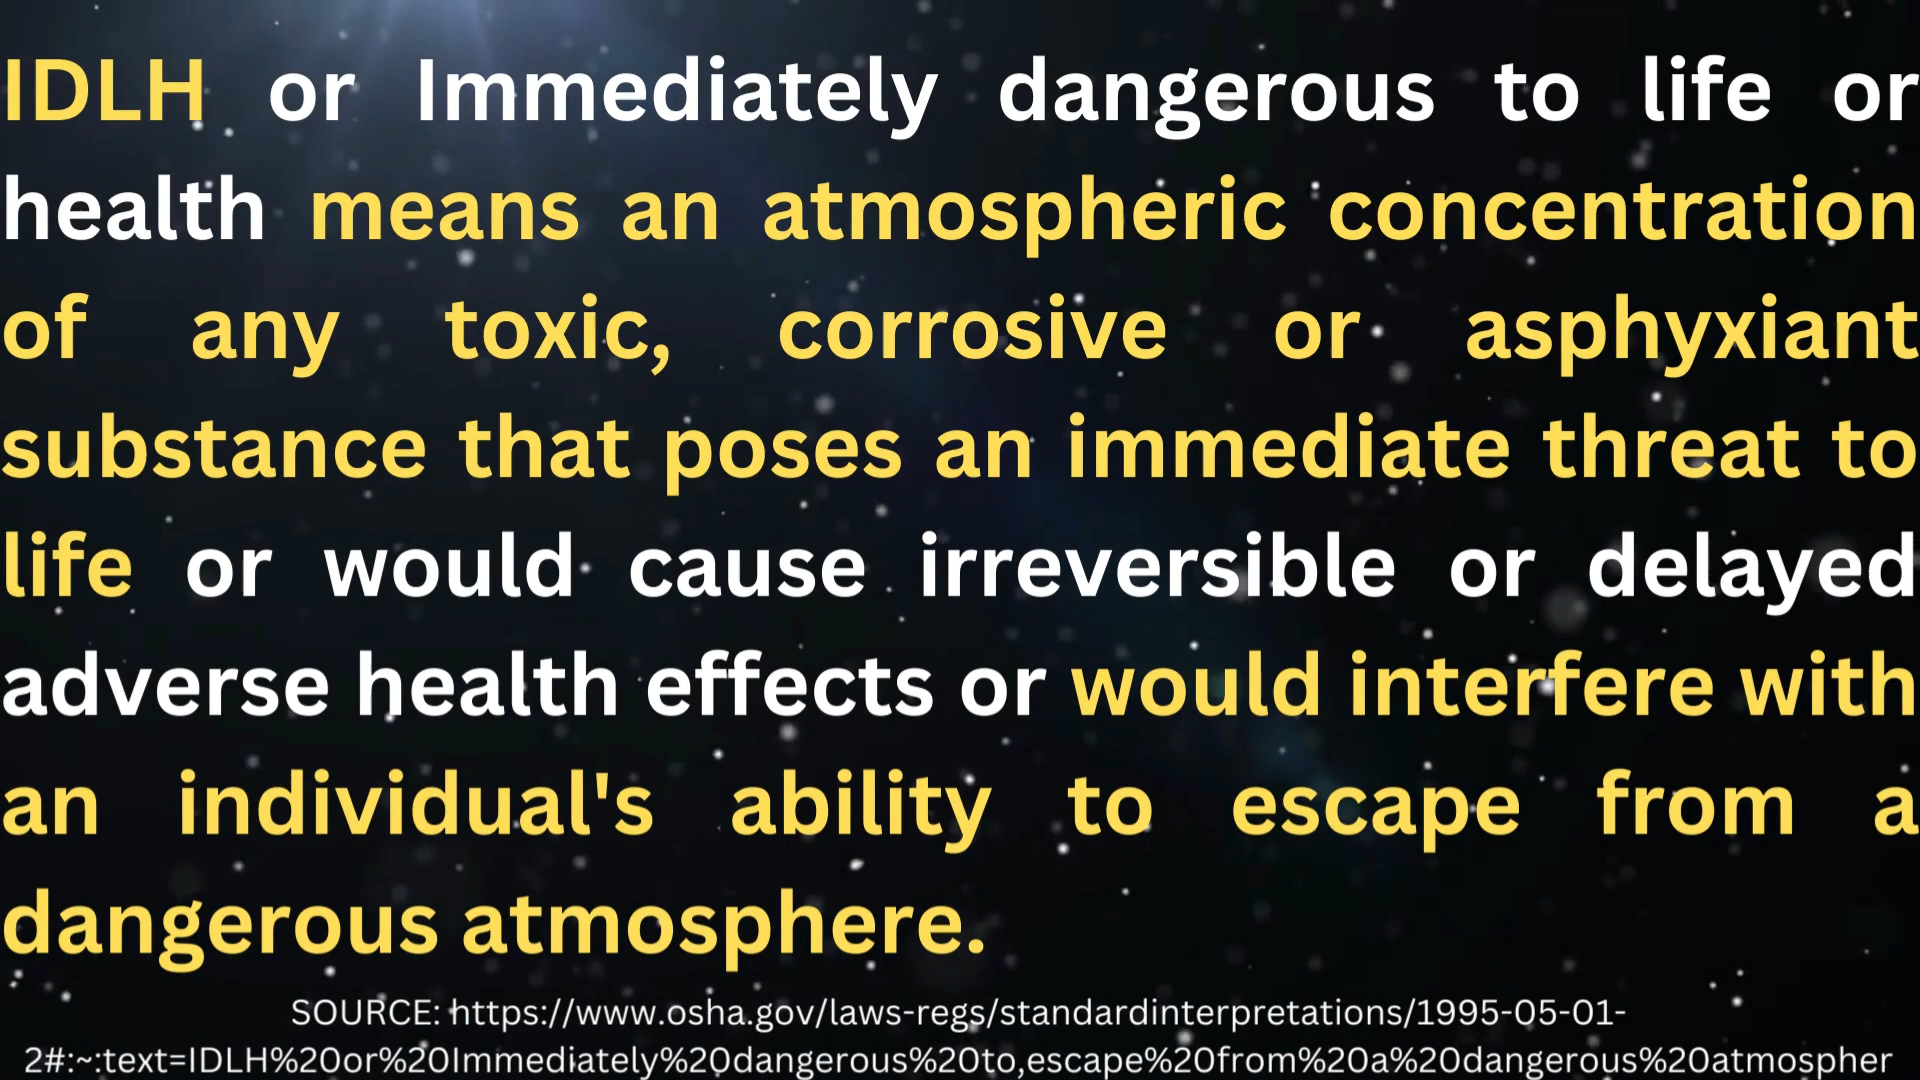 IDLH or Immediately dangerous to life or
health means an atmospheric concentration
of any toxic, corrosive or asphyxiant
substance that poses an immediate threat to
life or would cause irreversible or delayed
adverse health effects or would interfere with
an individual's ability to escape from a
dangerous atmosphere.
SOURCE: https://www.osha.gov/laws-regs/standardinterpretations/1995-05-01-
2#:~:text=IDLH%20or%20Immediately%20dangerous%20to,escape%20from%20a%20dangerous%20atmospher